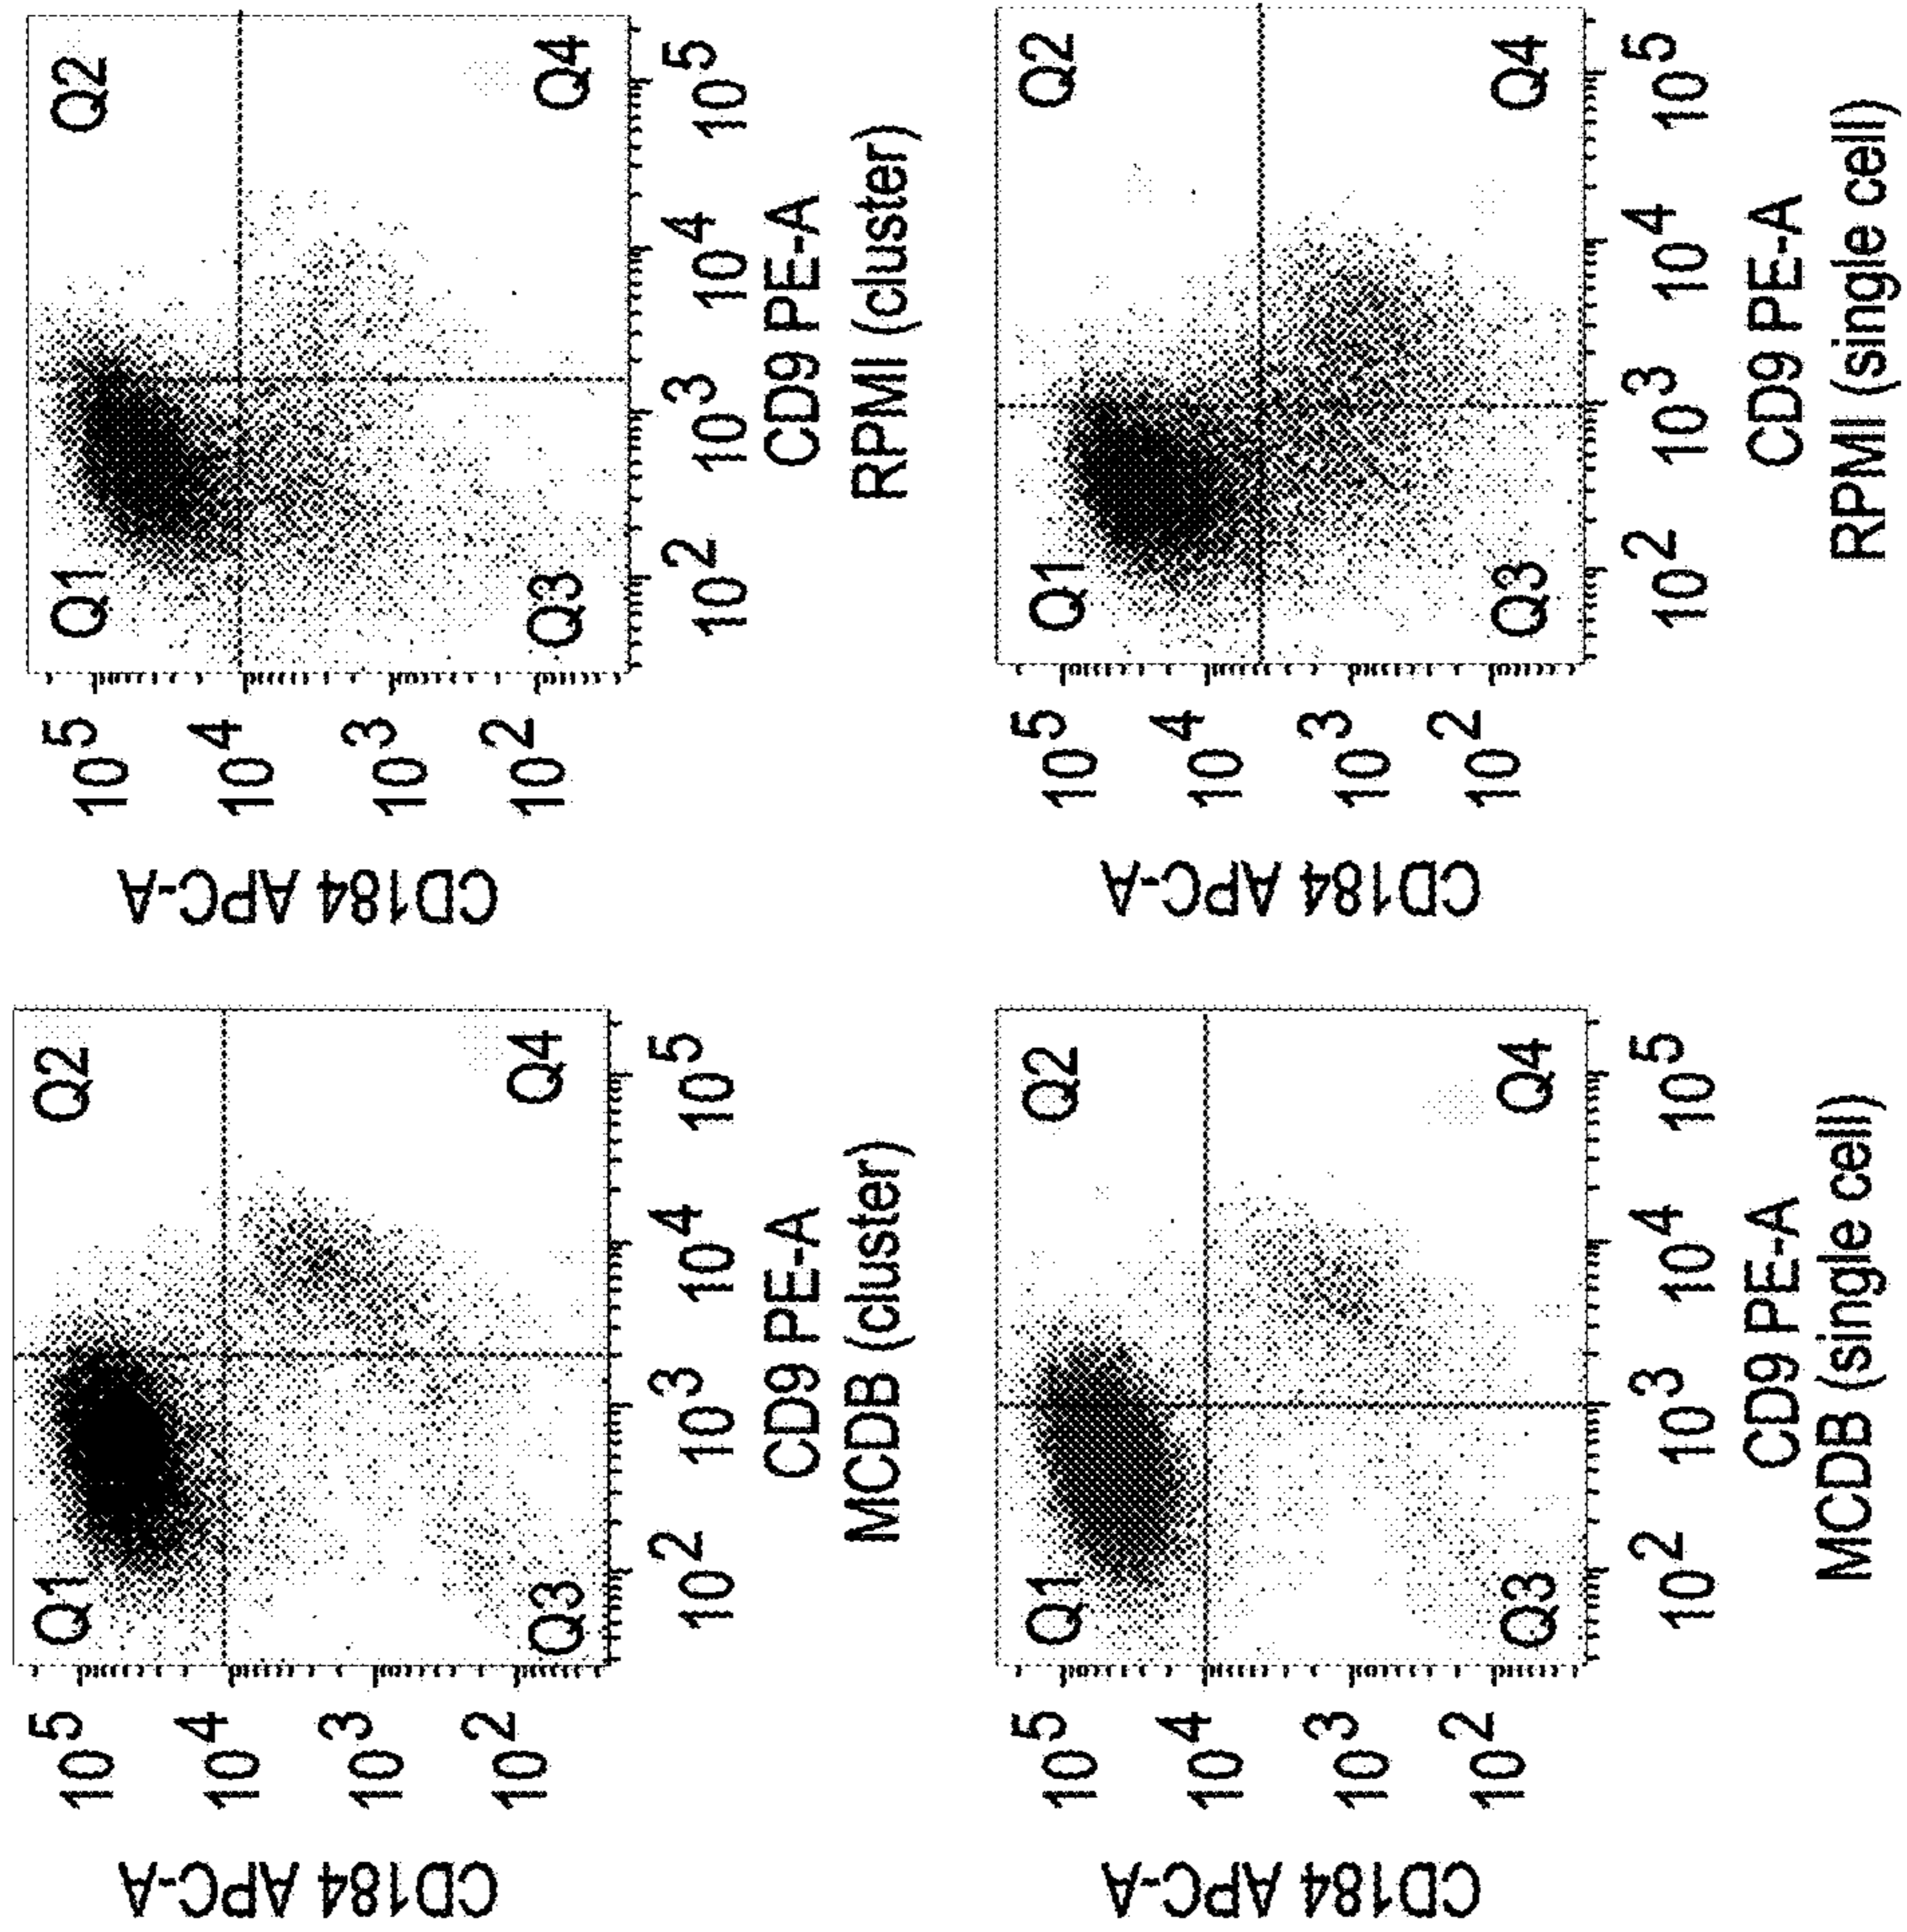 CD184 APC-A
10^5
10^4
10^3
10^2
Q1
Q2
Q3
Q4
10^2
10^3
10^4
10^5
CD9 PE-A
MCDB (cluster)
CD184 APC-A
10^5
10^4
10^3
10^2
Q1
Q2
Q3
Q4
10^2
10^3
10^4
10^5
CD9 PE-A
RPMI (cluster)
CD184 APC-A
10^5
10^4
10^3
10^2
Q1
Q2
Q3
Q4
10^2
10^3
10^4
10^5
CD9 PE-A
MCDB (single cell)
CD184 APC-A
10^5
10^4
10^3
10^2
Q1
Q2
Q3
Q4
10^2
10^3
10^4
10^5
CD9 PE-A
RPMI (single cell)